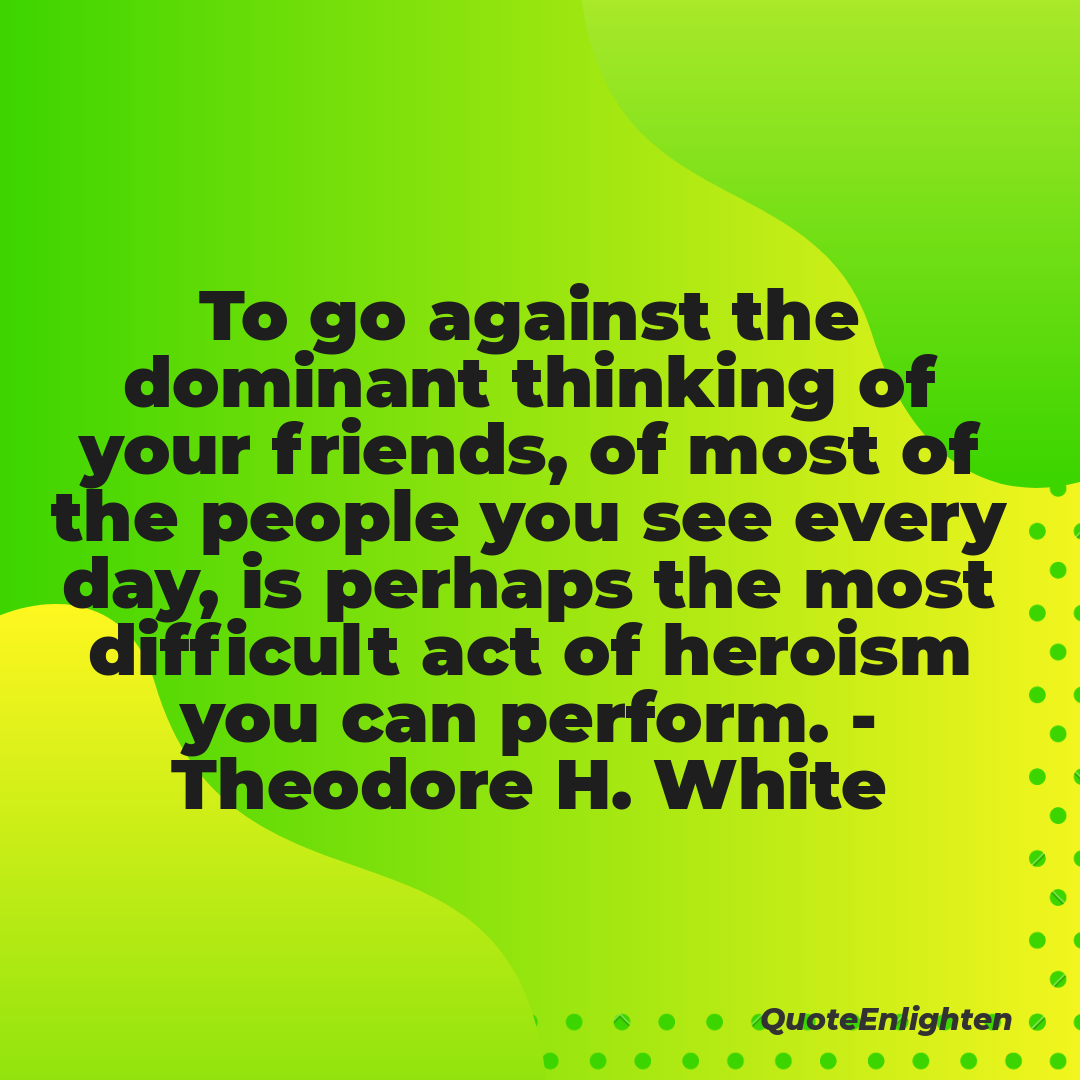 To go against the
dominant thinking of
your friends, of most of
the people you see every
day, is perhaps the most
difficult act of heroism
you can perform. -
Theodore H. White
QuoteEnlighten